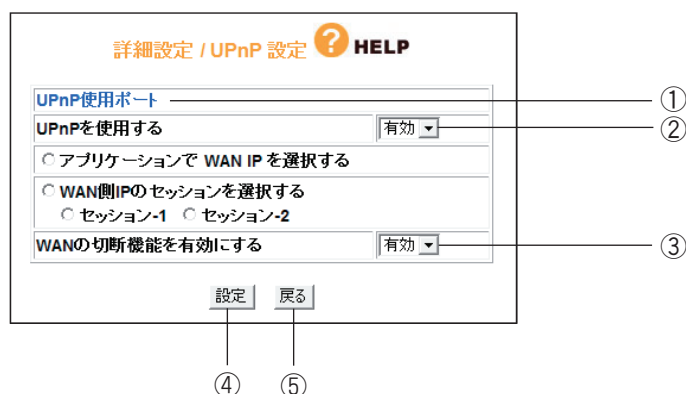 詳細設定 / UPnP 設定 ? HELP
UPnP使用ポート ①
UPnPを使用する 有効 ②
アプリケーションで WAN IP を選択する
WAN側IPのセッションを選択する
セッション-1 セッション-2
WANの切断機能を有効にする 有効 ③
設定 戻る
④ ⑤